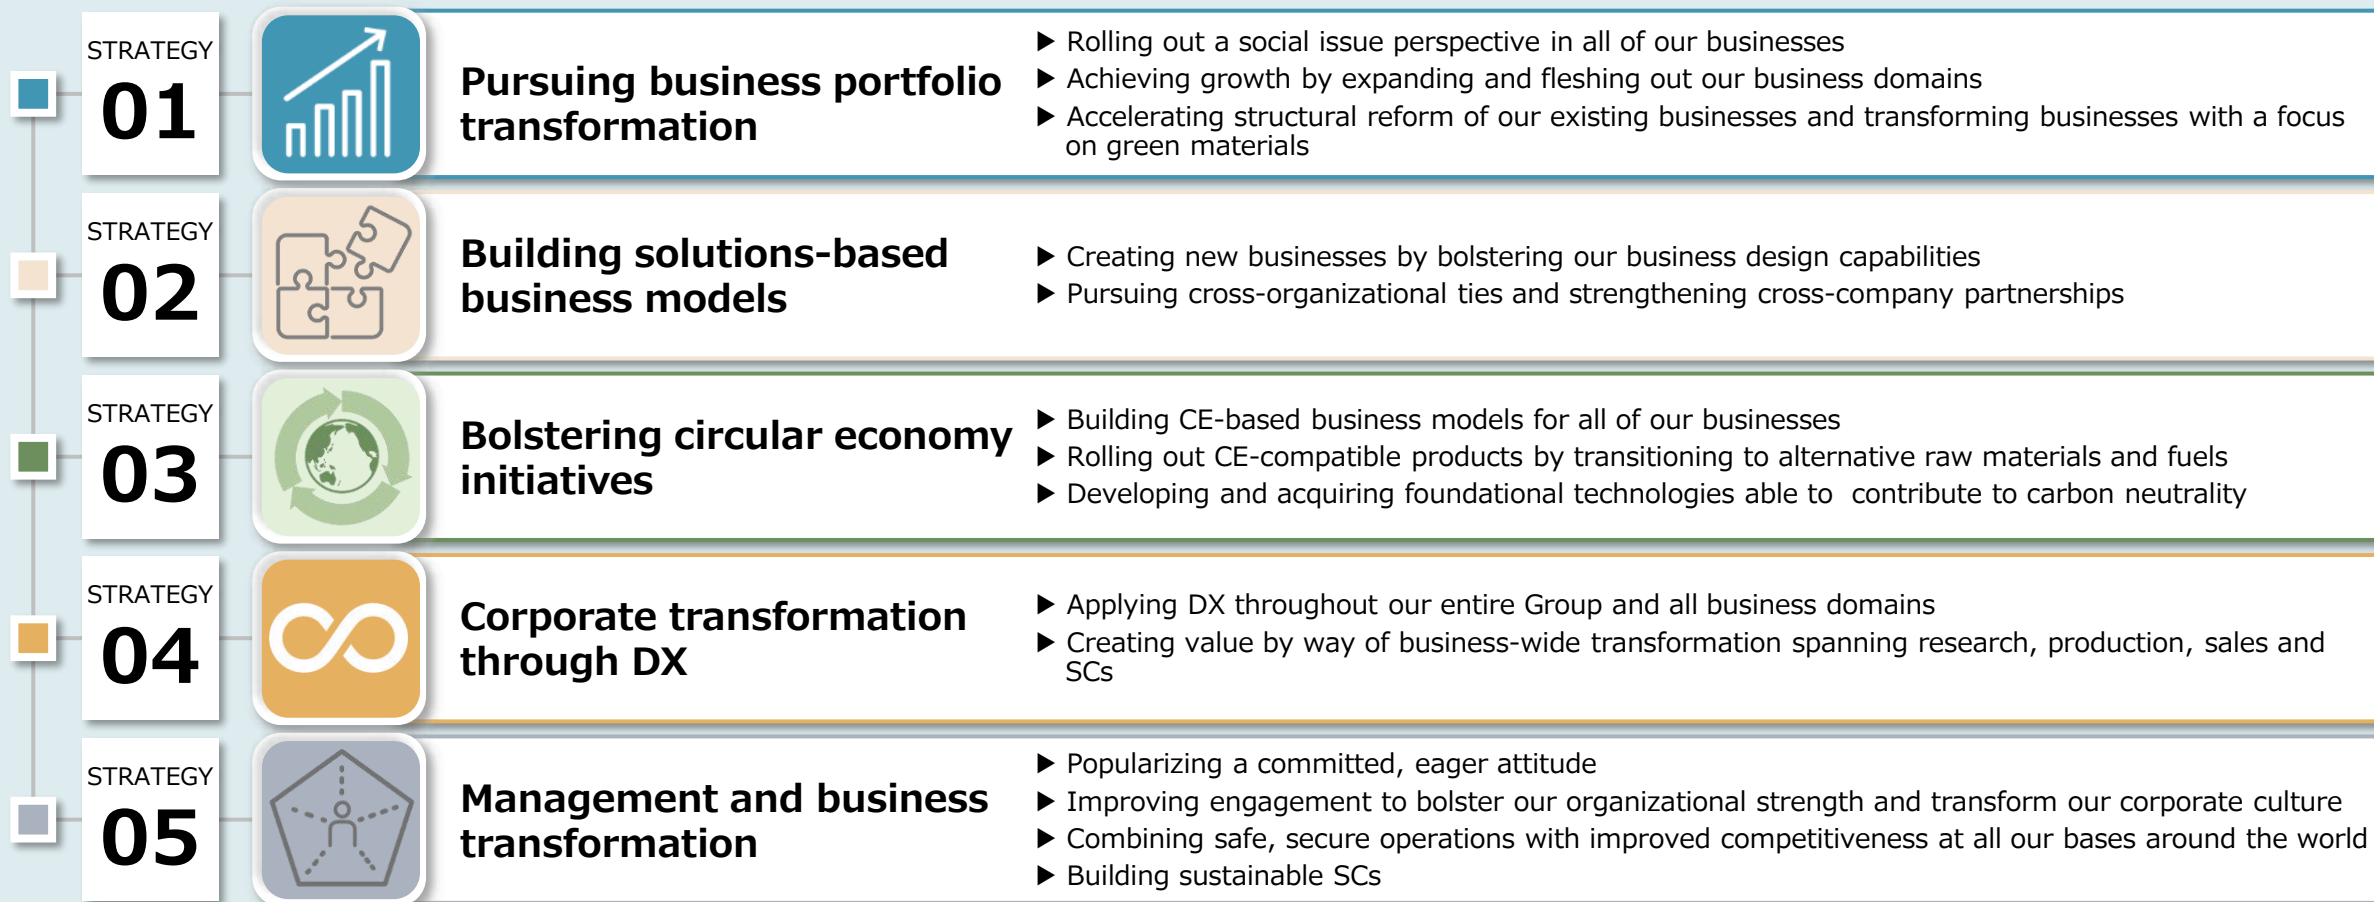 STRATEGY
01
Pursuing business portfolio
transformation
▶ Rolling out a social issue perspective in all of our businesses
▶ Achieving growth by expanding and fleshing out our business domains
▶ Accelerating structural reform of our existing businesses and transforming businesses with a focus
on green materials
STRATEGY
02
Building solutions-based
business models
▶ Creating new businesses by bolstering our business design capabilities
▶ Pursuing cross-organizational ties and strengthening cross-company partnerships
STRATEGY
03
Bolstering circular economy
initiatives
▶ Building CE-based business models for all of our businesses
▶ Rolling out CE-compatible products by transitioning to alternative raw materials and fuels
▶ Developing and acquiring foundational technologies able to  contribute to carbon neutrality
STRATEGY
04
Corporate transformation
through DX
▶ Applying DX throughout our entire Group and all business domains
▶ Creating value by way of business-wide transformation spanning research, production, sales and
SCs
STRATEGY
05
Management and business
transformation
▶ Popularizing a committed, eager attitude
▶ Improving engagement to bolster our organizational strength and transform our corporate culture
▶ Combining safe, secure operations with improved competitiveness at all our bases around the world
▶ Building sustainable SCs